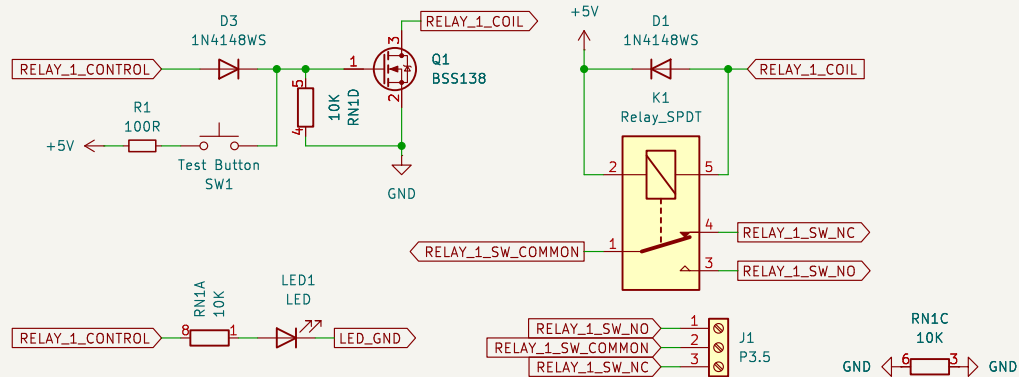 D3
1N4148WS
RELAY_1_CONTROL
RELAY_1_COIL
3
1
2
Q1
BSS138
5
4
10K
RN1D
R1
100R
+5V
Test Button
SW1
GND
+5V
D1
1N4148WS
RELAY_1_COIL
K1
Relay_SPDT
2
5
1
4
3
RELAY_1_SW_COMMON
RELAY_1_SW_NC
RELAY_1_SW_NO
RELAY_1_CONTROL
8
1
RN1A
10K
LED1
LED
LED_GND
RELAY_1_SW_NO
1
RELAY_1_SW_COMMON
2
RELAY_1_SW_NC
3
J1
P3.5
RN1C
10K
GND
6
3
GND